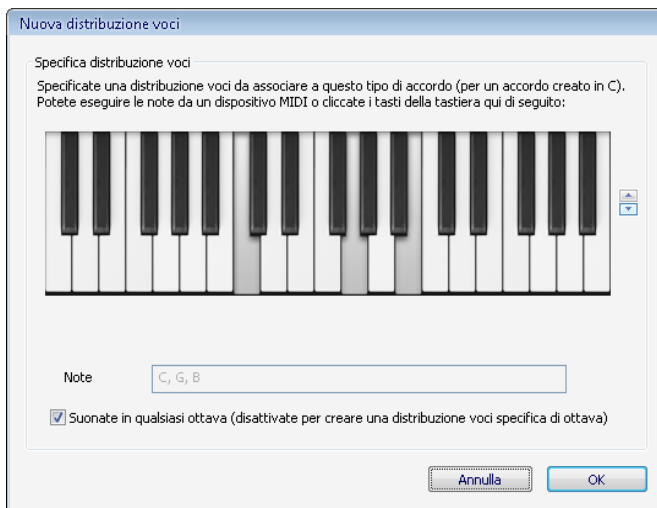 Nuova distribuzione voci
Specifica distribuzione voci
Specificate una distribuzione voci da associare a questo tipo di accordo (per un accordo creato in C).
Potete eseguire le note da un dispositivo MIDI o cliccate i tasti della tastiera qui di seguito:
Note
C, G, B
Suonate in qualsiasi ottava (disattivate per creare una distribuzione voci specifica di ottava)
Annulla
OK